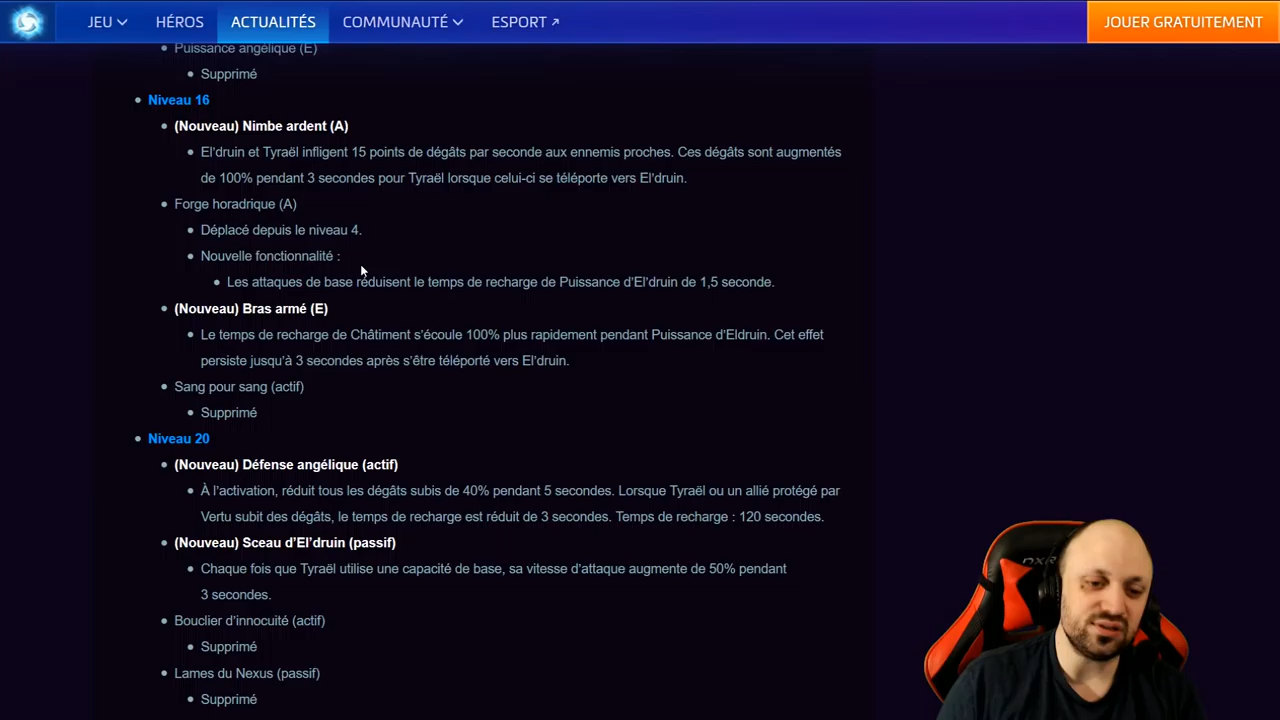 JEU HÉROS ACTUALITÉS COMMUNAUTÉ ESPORT JOUER GRATUITEMENT
Puissance angélique (E)
Supprimé
Niveau 16
(Nouveau) Nimbe ardent (A)
El’druin et Tyraël infligent 15 points de dégâts par seconde aux ennemis proches. Ces dégâts sont augmentés
de 100% pendant 3 secondes pour Tyraël lorsque celui-ci se téléporte vers El’druin.
Forge horadrique (A)
Déplacé depuis le niveau 4.
Nouvelle fonctionnalité :
Les attaques de base réduisent le temps de recharge de Puissance d’El’druin de 1,5 seconde.
(Nouveau) Bras armé (E)
Le temps de recharge de Châtiment s’écoule 100% plus rapidement pendant Puissance d’Eldruin. Cet effet
persiste jusqu’à 3 secondes après s’être téléporté vers El’druin.
Sang pour sang (actif)
Supprimé
Niveau 20
(Nouveau) Défense angélique (actif)
À l’activation, réduit tous les dégâts subis de 40% pendant 5 secondes. Lorsque Tyraël ou un allié protégé par
Vertu subit des dégâts, le temps de recharge est réduit de 3 secondes. Temps de recharge : 120 secondes.
(Nouveau) Sceau d’El’druin (passif)
Chaque fois que Tyraël utilise une capacité de base, sa vitesse d’attaque augmente de 50% pendant
3 secondes.
Bouclier d’innocuité (actif)
Supprimé
Lames du Nexus (passif)
Supprimé